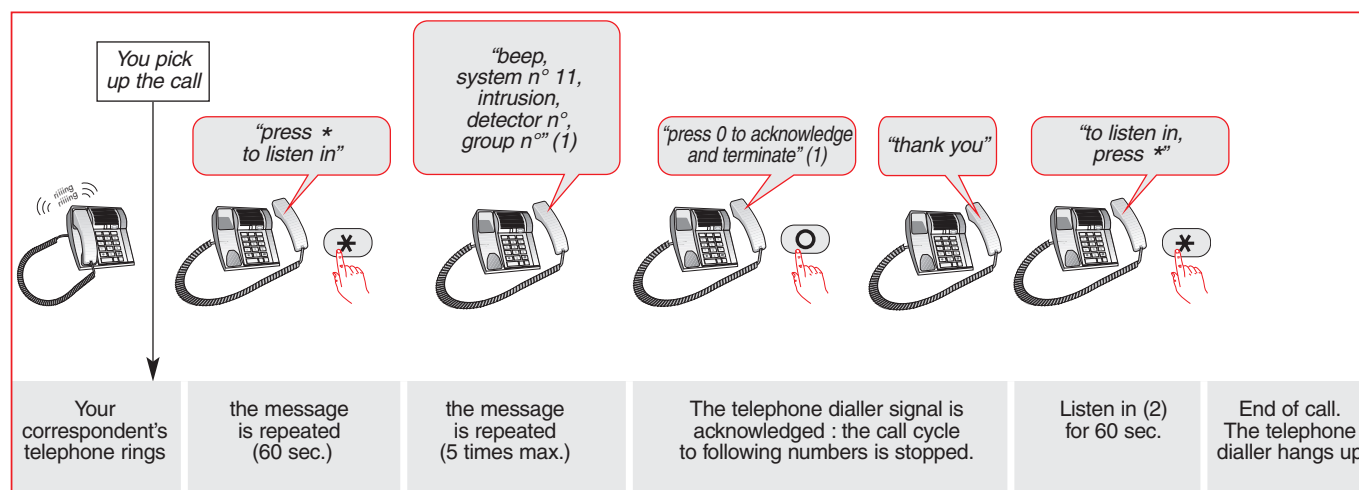 You pick
up the call
riiiing
riiiing
“press *
to listen in”
*
“beep,
system n° 11,
intrusion,
detector n°,
group n°” (1)
“press 0 to acknowledge
and terminate” (1)
O
“thank you”
“to listen in,
press *”
*
Your
correspondent's
telephone rings
the message
is repeated
(60 sec.)
the message
is repeated
(5 times max.)
The telephone dialler signal is
acknowledged : the call cycle
to following numbers is stopped.
Listen in (2)
for 60 sec.
End of call.
The telephone
dialler hangs up